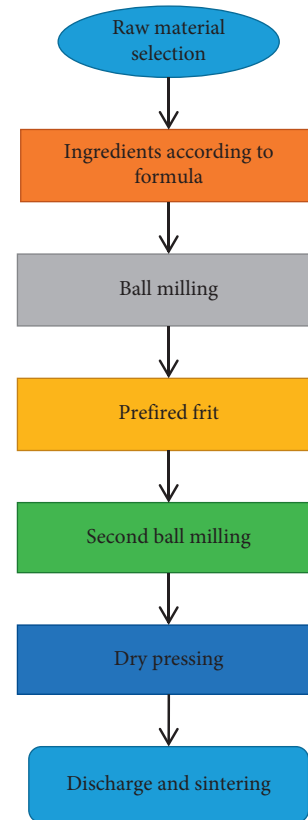 Raw material
selection
Ingredients according to
formula
Ball milling
Prefired frit
Second ball milling
Dry pressing
Discharge and sintering